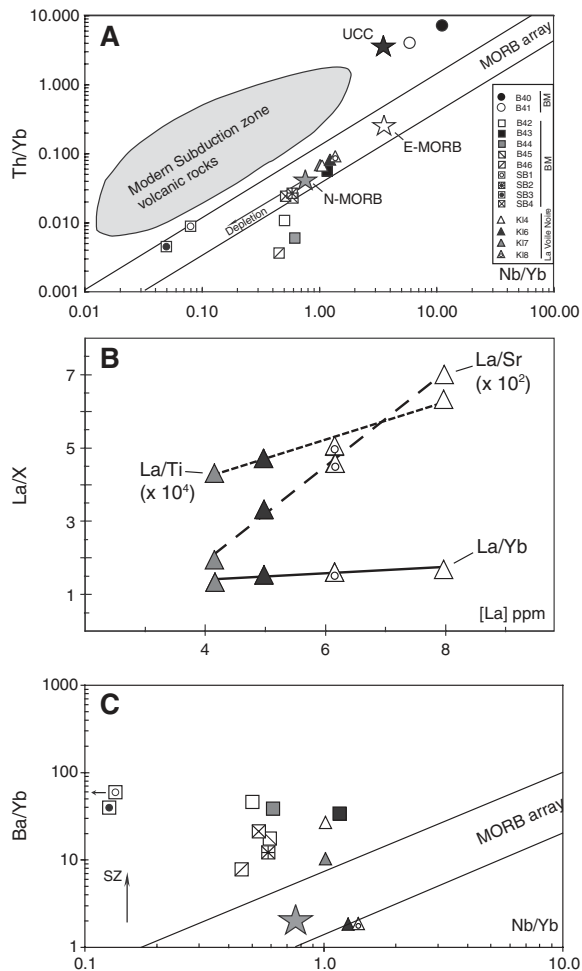 10.000
1.000
0.100
0.010
0.001
Th/Yb
A
UCC
MORB array
Modern Subduction zone
volcanic rocks
E-MORB
N-MORB
Depletion
B40
B41
BM
B42
B43
B44
B45
B46
SB1
SB2
SB3
SB4
BM
KI4
KI6
KI7
KI8
La Voile Noire
Nb/Yb
0.01
0.10
1.00
10.00
100.00
B
7
5
3
1
La/X
La/Sr
(x 10²)
La/Ti
(x 10⁴)
La/Yb
[La] ppm
4
6
8
C
1000
100
10
1
Ba/Yb
SZ
MORB array
Nb/Yb
0.1
1.0
10.0